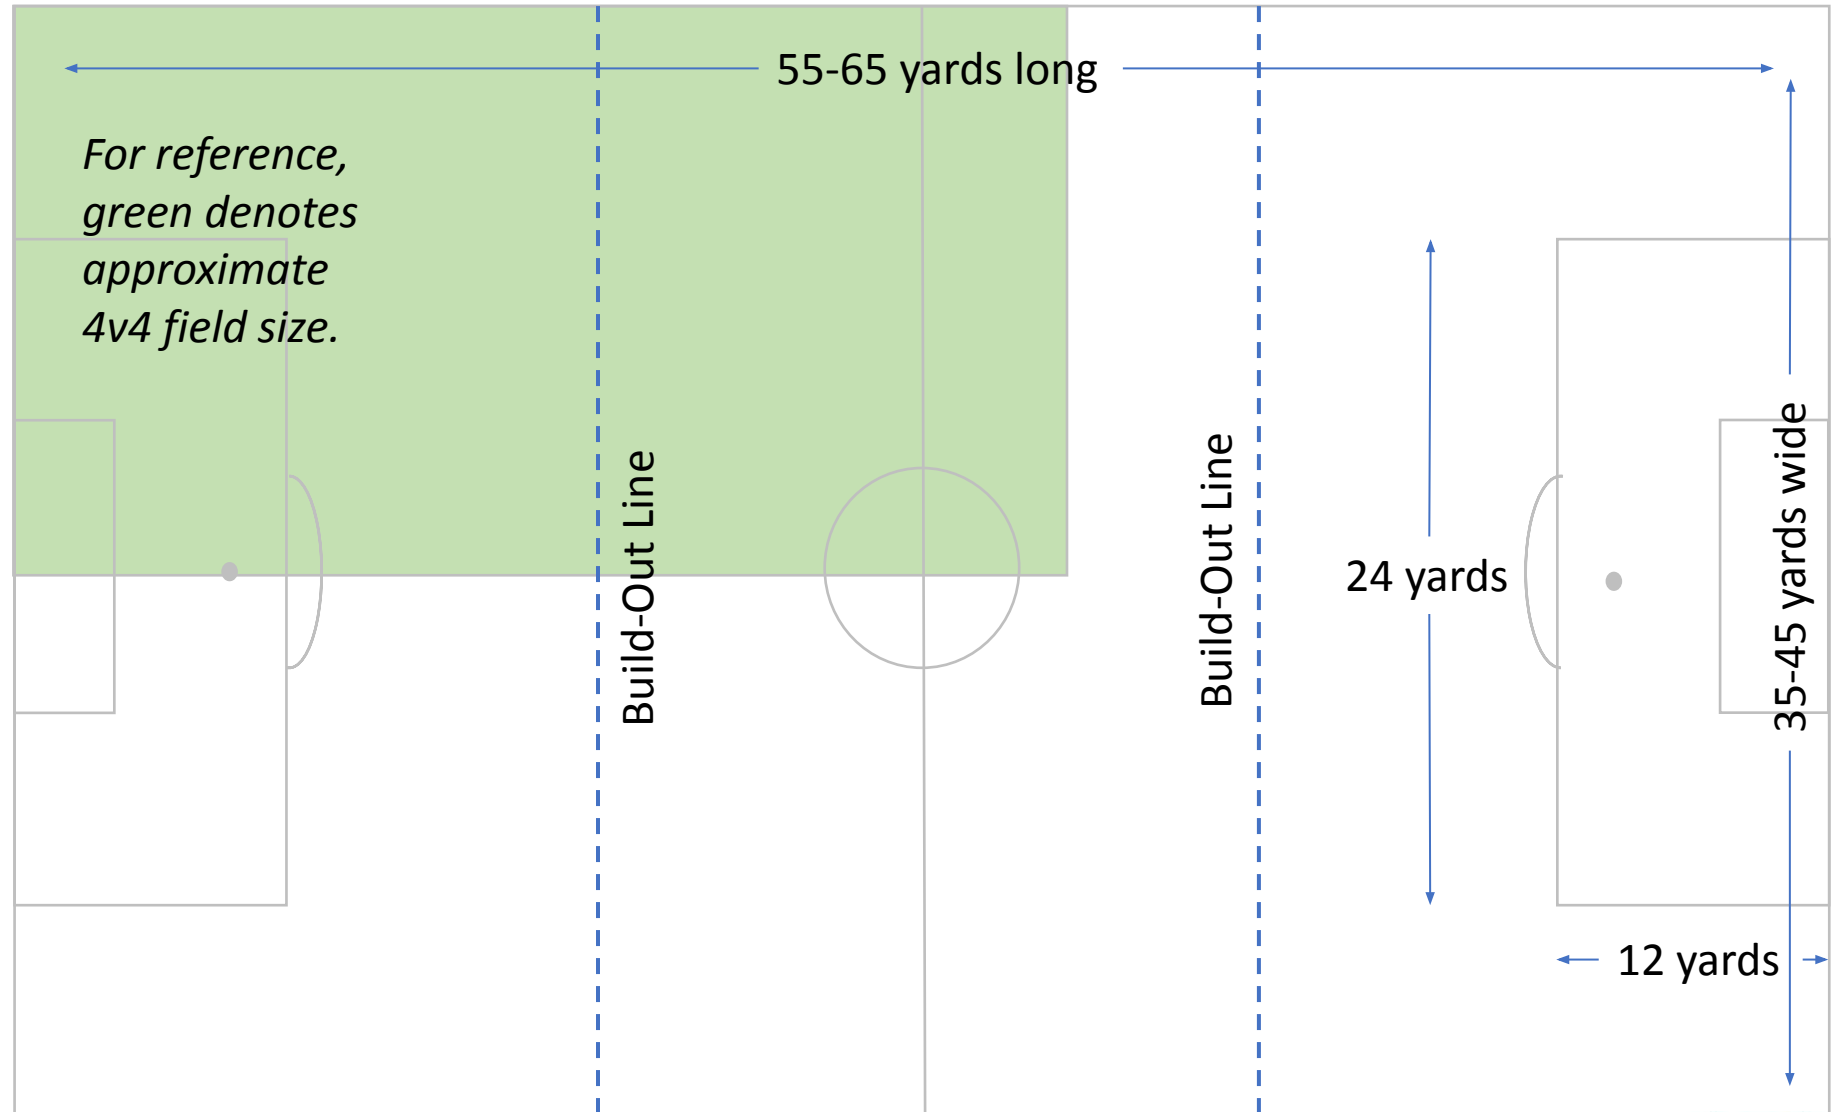 55-65 yards long
For reference,
green denotes
approximate
4v4 field size.
Build-Out Line
Build-Out Line
24 yards
35-45 yards wide
12 yards